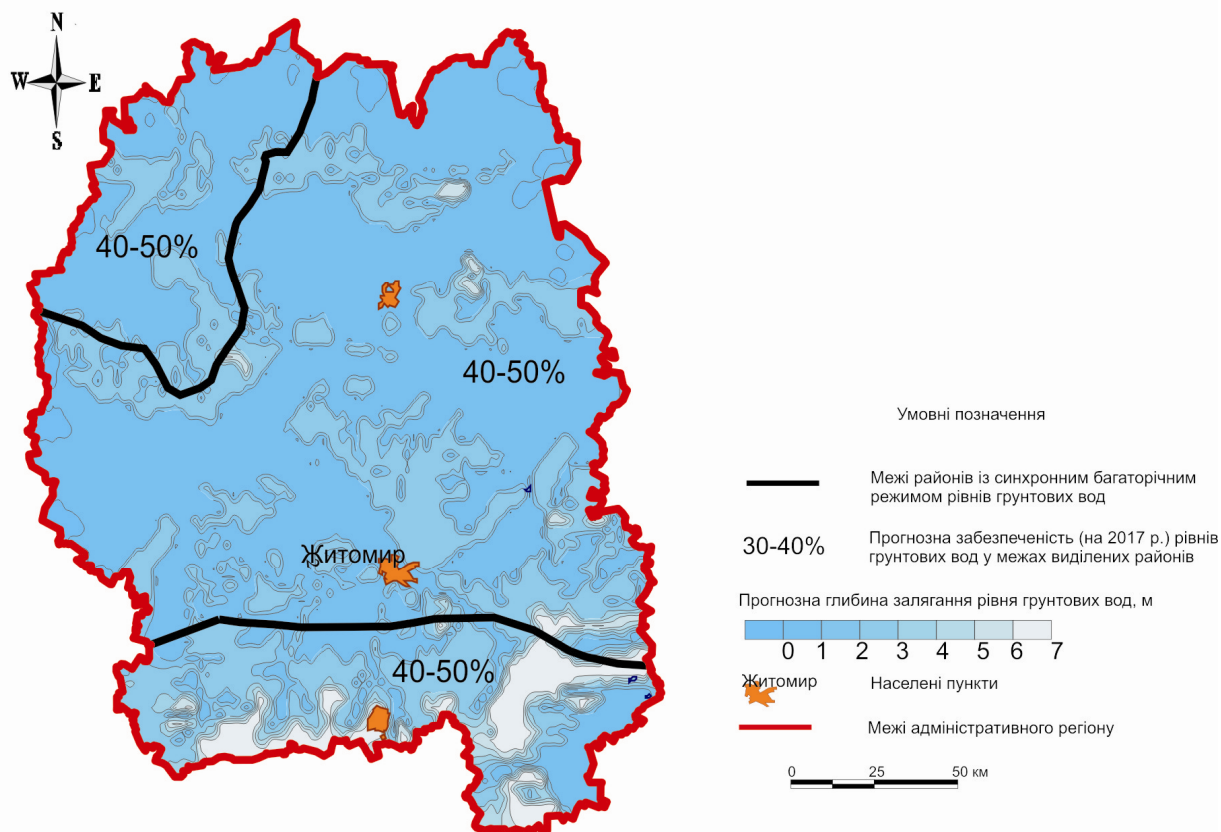 N
W E
S
40-50%
40-50%
Житомир
40-50%
Умовні позначення
Межі районів із синхронним багаторічним
режимом рівнів грунтових вод
30-40%
Прогнозна забезпеченість (на 2017 р.) рівнів
грунтових вод у межах виділених районів
Прогнозна глибина залягання рівня грунтових вод, м
0 1 2 3 4 5 6 7
Житомир
Населені пункти
Межі адміністративного регіону
0 25 50 км